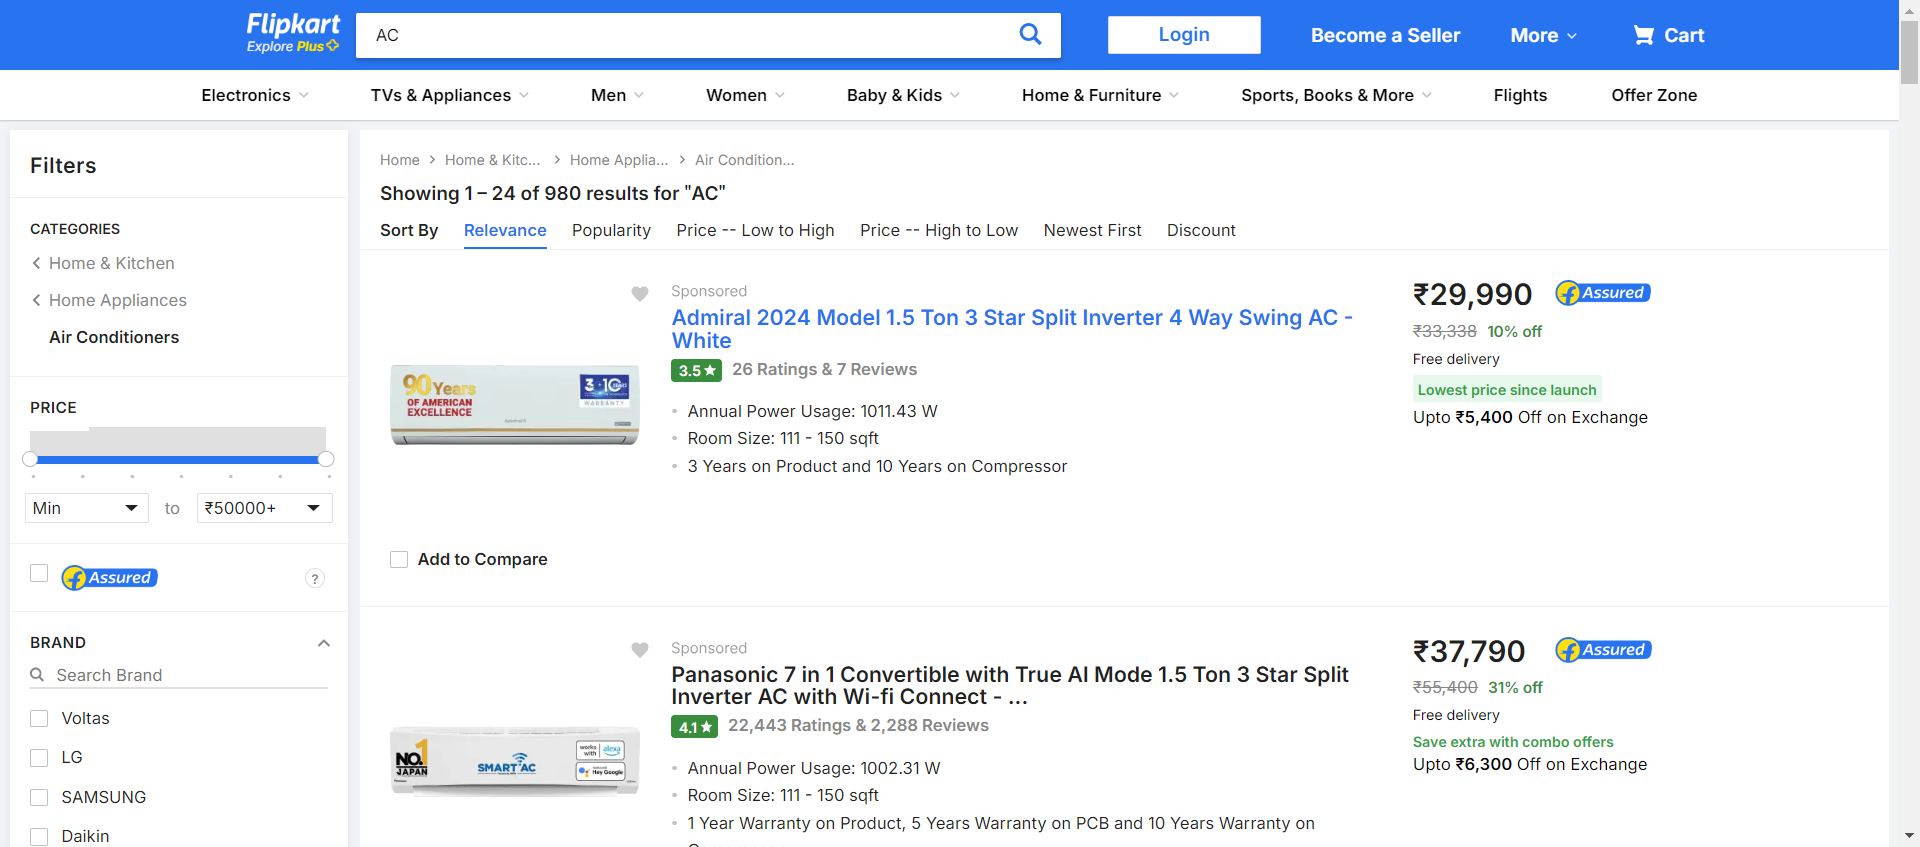 Flipkart
Explore Plus
AC
Login
Become a Seller
More
Cart
Electronics
TVs & Appliances
Men
Women
Baby & Kids
Home & Furniture
Sports, Books & More
Flights
Offer Zone
Filters
CATEGORIES
Home & Kitchen
Home Appliances
Air Conditioners
PRICE
Min
to
₹50000+
Assured
?
BRAND
Search Brand
Voltas
LG
SAMSUNG
Daikin
Home
Home & Kitc...
Home Applia...
Air Condition...
Showing 1 – 24 of 980 results for "AC"
Sort By
Relevance
Popularity
Price -- Low to High
Price -- High to Low
Newest First
Discount
90 Years
OF AMERICAN
EXCELLENCE
WARRANTY
Add to Compare
Sponsored
Admiral 2024 Model 1.5 Ton 3 Star Split Inverter 4 Way Swing AC -
White
3.5
26 Ratings & 7 Reviews
Annual Power Usage: 1011.43 W
Room Size: 111 - 150 sqft
3 Years on Product and 10 Years on Compressor
₹29,990
Assured
₹33,338 10% off
Free delivery
Lowest price since launch
Upto ₹5,400 Off on Exchange
NO.1
JAPAN
SMART AC
works
with
alexa
Hey Google
Sponsored
Panasonic 7 in 1 Convertible with True AI Mode 1.5 Ton 3 Star Split
Inverter AC with Wi-fi Connect - ...
4.1
22,443 Ratings & 2,288 Reviews
Annual Power Usage: 1002.31 W
Room Size: 111 - 150 sqft
1 Year Warranty on Product, 5 Years Warranty on PCB and 10 Years Warranty on
₹37,790
Assured
₹55,400 31% off
Free delivery
Save extra with combo offers
Upto ₹6,300 Off on Exchange